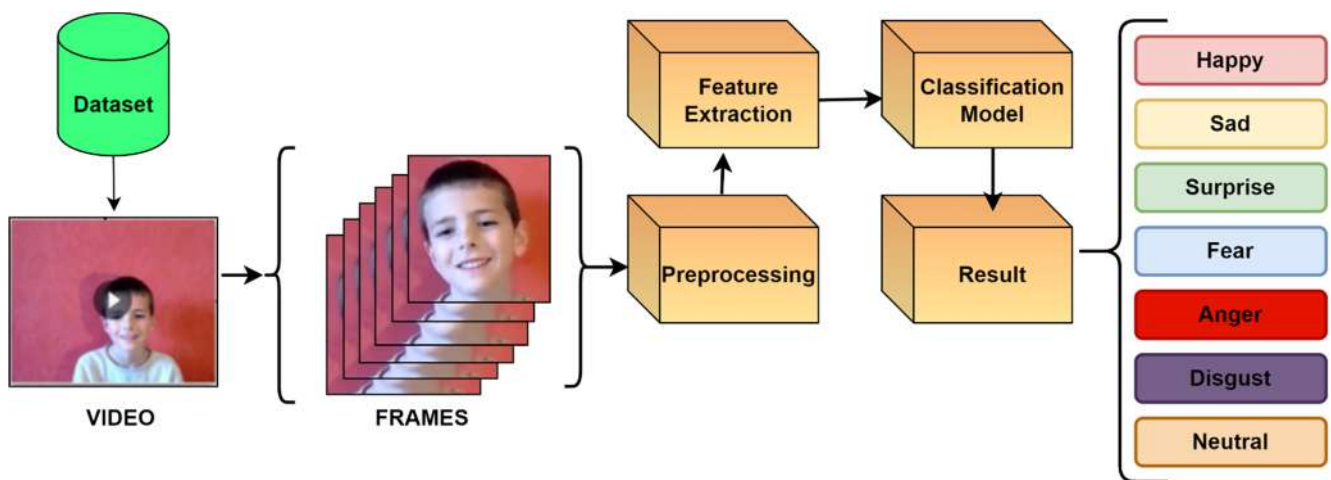 Dataset
VIDEO
FRAMES
Preprocessing
Feature
Extraction
Classification
Model
Result
Happy
Sad
Surprise
Fear
Anger
Disgust
Neutral